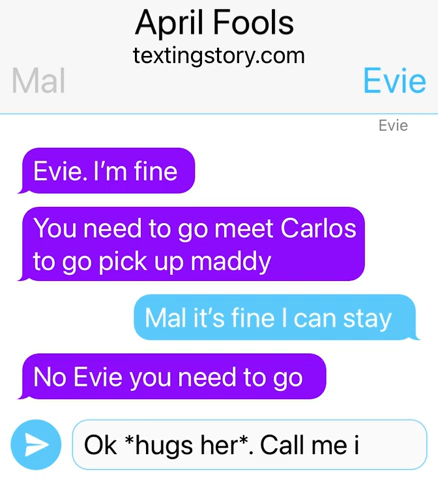 April Fools
textingstory.com
Mal
Evie
Evie
Evie. I’m fine
You need to go meet Carlos
to go pick up maddy
Mal it’s fine I can stay
No Evie you need to go
Ok *hugs her*. Call me i